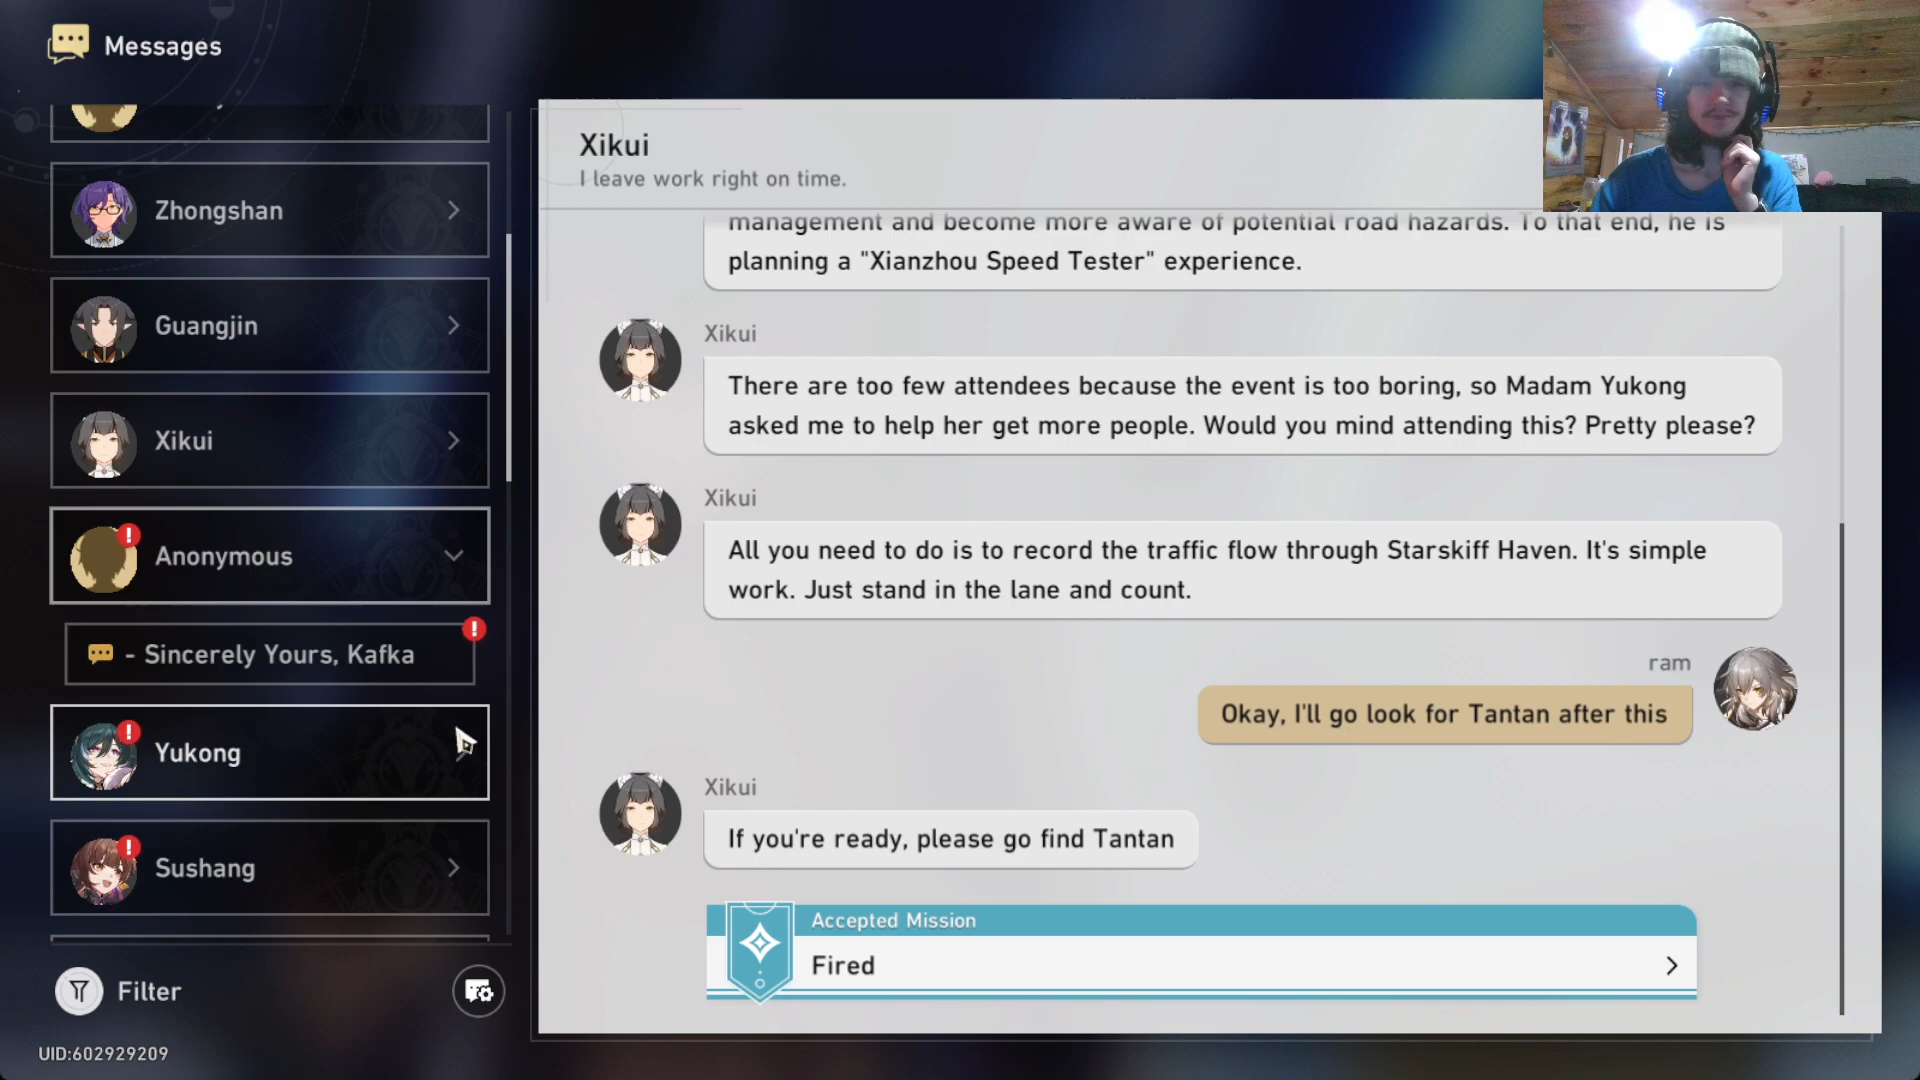 Messages
Zhongshan
Guangjin
Xikui
Anonymous
- Sincerely Yours, Kafka
Yukong
Sushang
Filter
UID:602929209
Xikui
I leave work right on time.
management and become more aware of potential road hazards. To that end, he is
planning a "Xianzhou Speed Tester" experience.
Xikui
There are too few attendees because the event is too boring, so Madam Yukong
asked me to help her get more people. Would you mind attending this? Pretty please?
Xikui
All you need to do is to record the traffic flow through Starskiff Haven. It's simple
work. Just stand in the lane and count.
ram
Okay, I'll go look for Tantan after this
Xikui
If you're ready, please go find Tantan
Accepted Mission
Fired